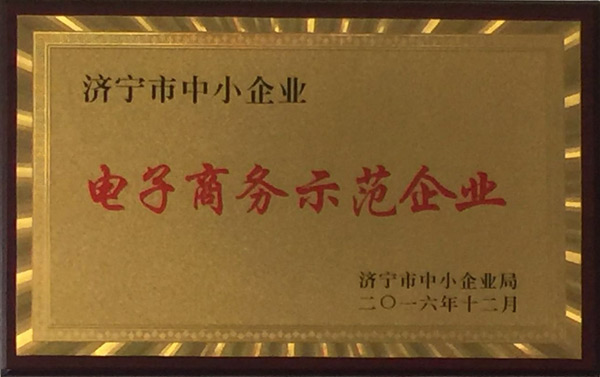 济宁市中小企业
电子商务示范企业
济宁市中小企业局
二〇一六年十二月